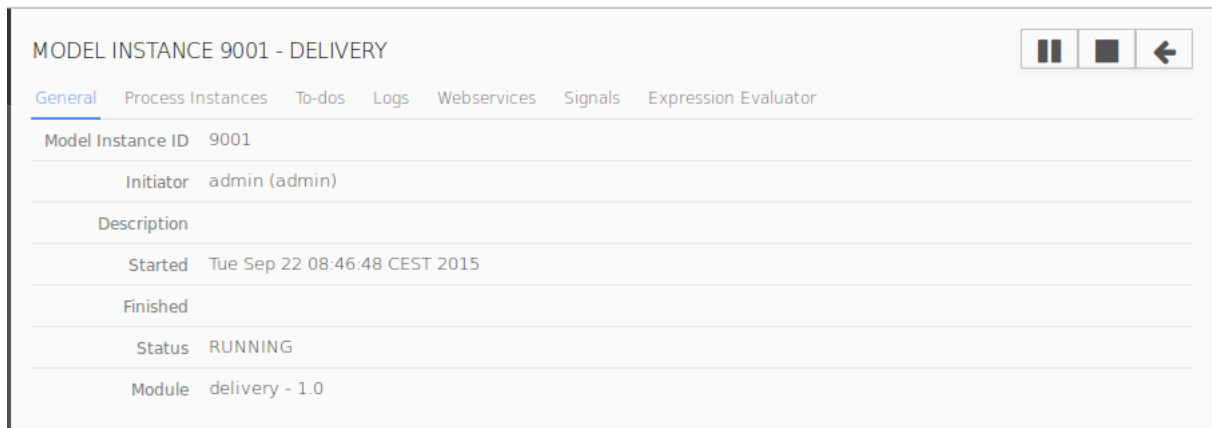 MODEL INSTANCE 9001 - DELIVERY
General Process Instances To-dos Logs Webservices Signals Expression Evaluator
Model Instance ID 9001
Initiator admin (admin)
Description
Started Tue Sep 22 08:46:48 CEST 2015
Finished
Status RUNNING
Module delivery - 1.0